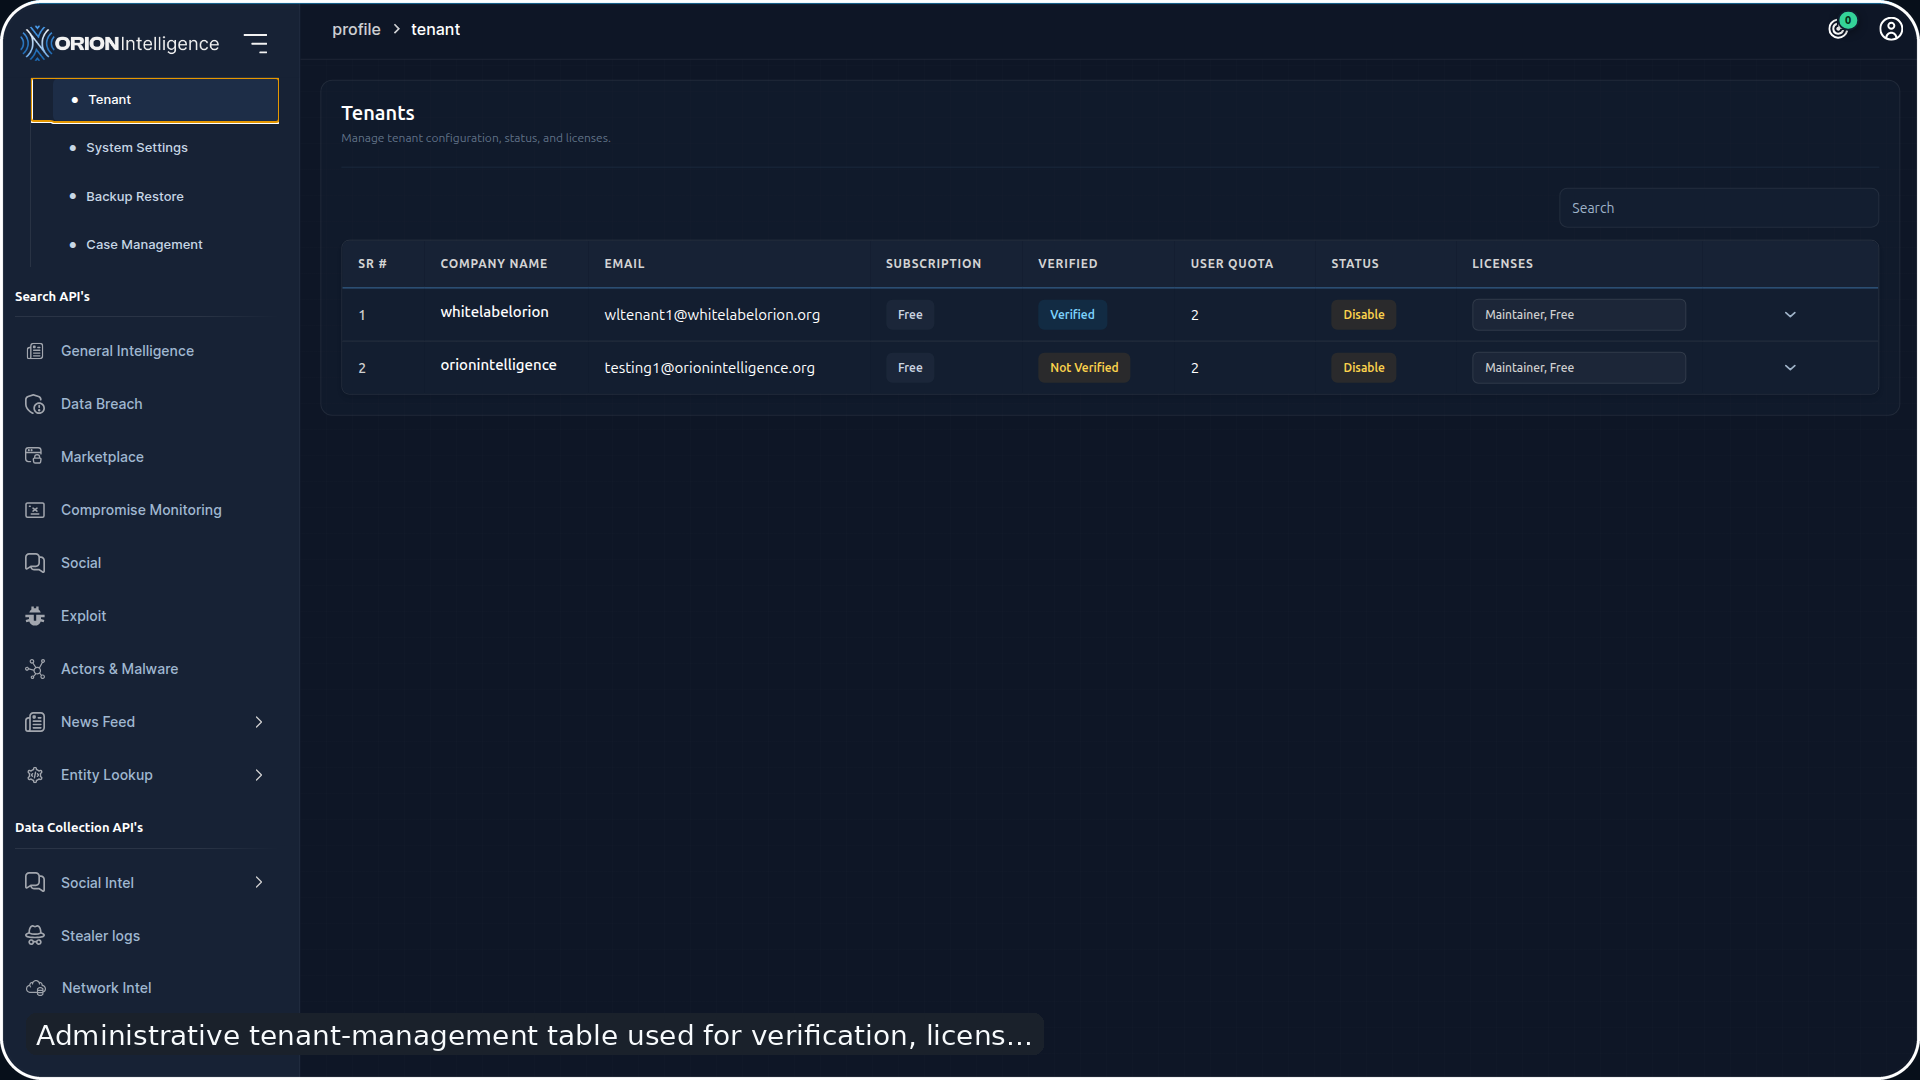 ORIONIntelligence
profile > tenant
0
Tenant
System Settings
Backup Restore
Case Management
Search API's
General Intelligence
Data Breach
Marketplace
Compromise Monitoring
Social
Exploit
Actors & Malware
News Feed
Entity Lookup
Data Collection API's
Social Intel
Stealer logs
Network Intel
Tenants
Manage tenant configuration, status, and licenses.
Search
SR # COMPANY NAME EMAIL SUBSCRIPTION VERIFIED USER QUOTA STATUS LICENSES
1 whitelabelorion wltenant1@whitelabelorion.org Free Verified 2 Disable Maintainer, Free
2 orionintelligence testing1@orionintelligence.org Free Not Verified 2 Disable Maintainer, Free
Administrative tenant-management table used for verification, licens...